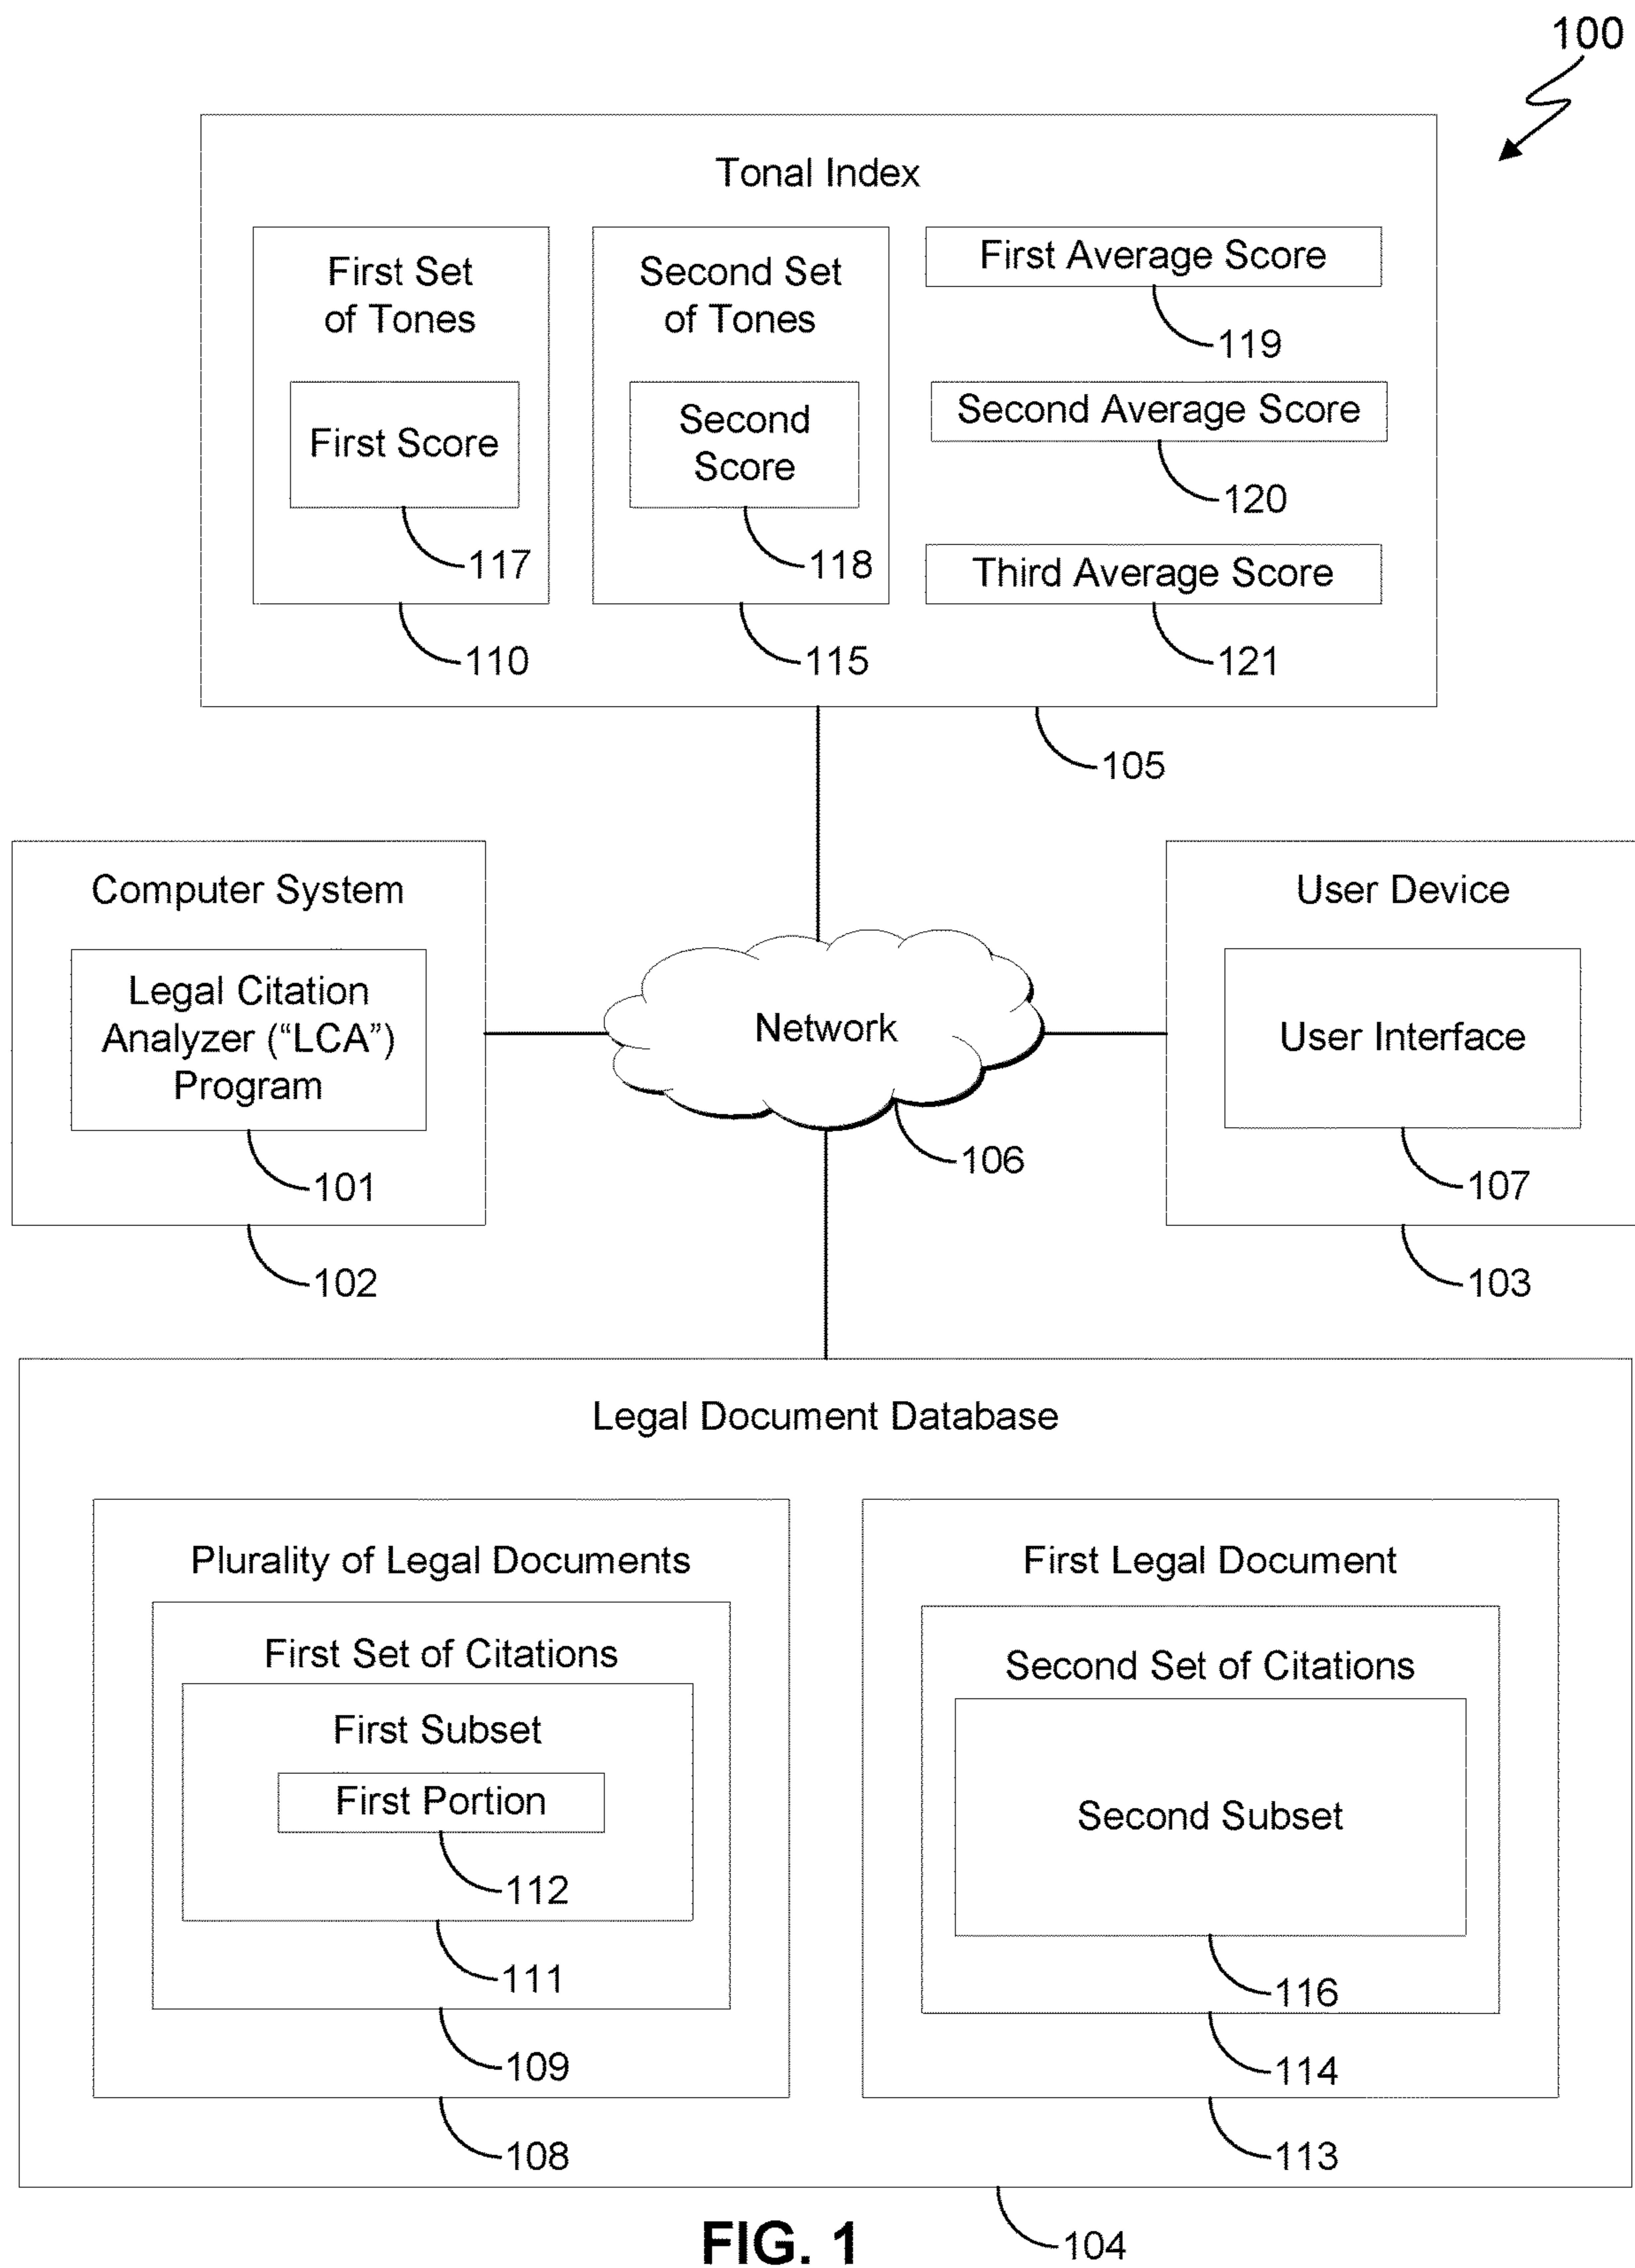 100
Tonal Index
First Set
of Tones
First Score
117
110
Second Set
of Tones
Second
Score
118
115
First Average Score
119
Second Average Score
120
Third Average Score
121
105
Computer System
Legal Citation
Analyzer (“LCA”)
Program
101
102
Network
106
User Device
User Interface
107
103
Legal Document Database
Plurality of Legal Documents
First Set of Citations
First Subset
First Portion
112
111
109
108
First Legal Document
Second Set of Citations
Second Subset
116
114
113
104
FIG. 1